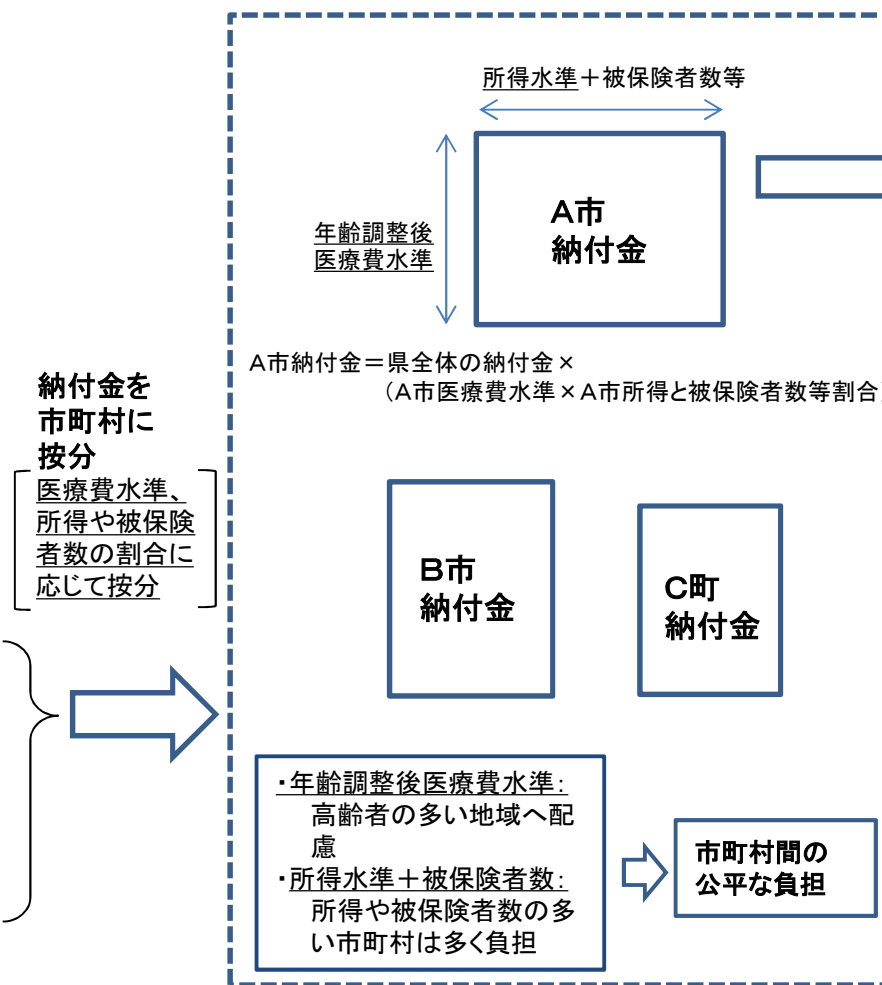 所得水準＋被保険者数等
年齢調整後
医療費水準
Ａ市
納付金
Ａ市納付金＝県全体の納付金×
（Ａ市医療費水準×Ａ市所得と被保険者数等割合）
納付金を
市町村に
按分
医療費水準、
所得や被保険
者数の割合に
応じて按分
Ｂ市
納付金
Ｃ町
納付金
・年齢調整後医療費水準：
高齢者の多い地域へ配
慮
・所得水準＋被保険者数：
所得や被保険者数の多
い市町村は多く負担
市町村間の
公平な負担